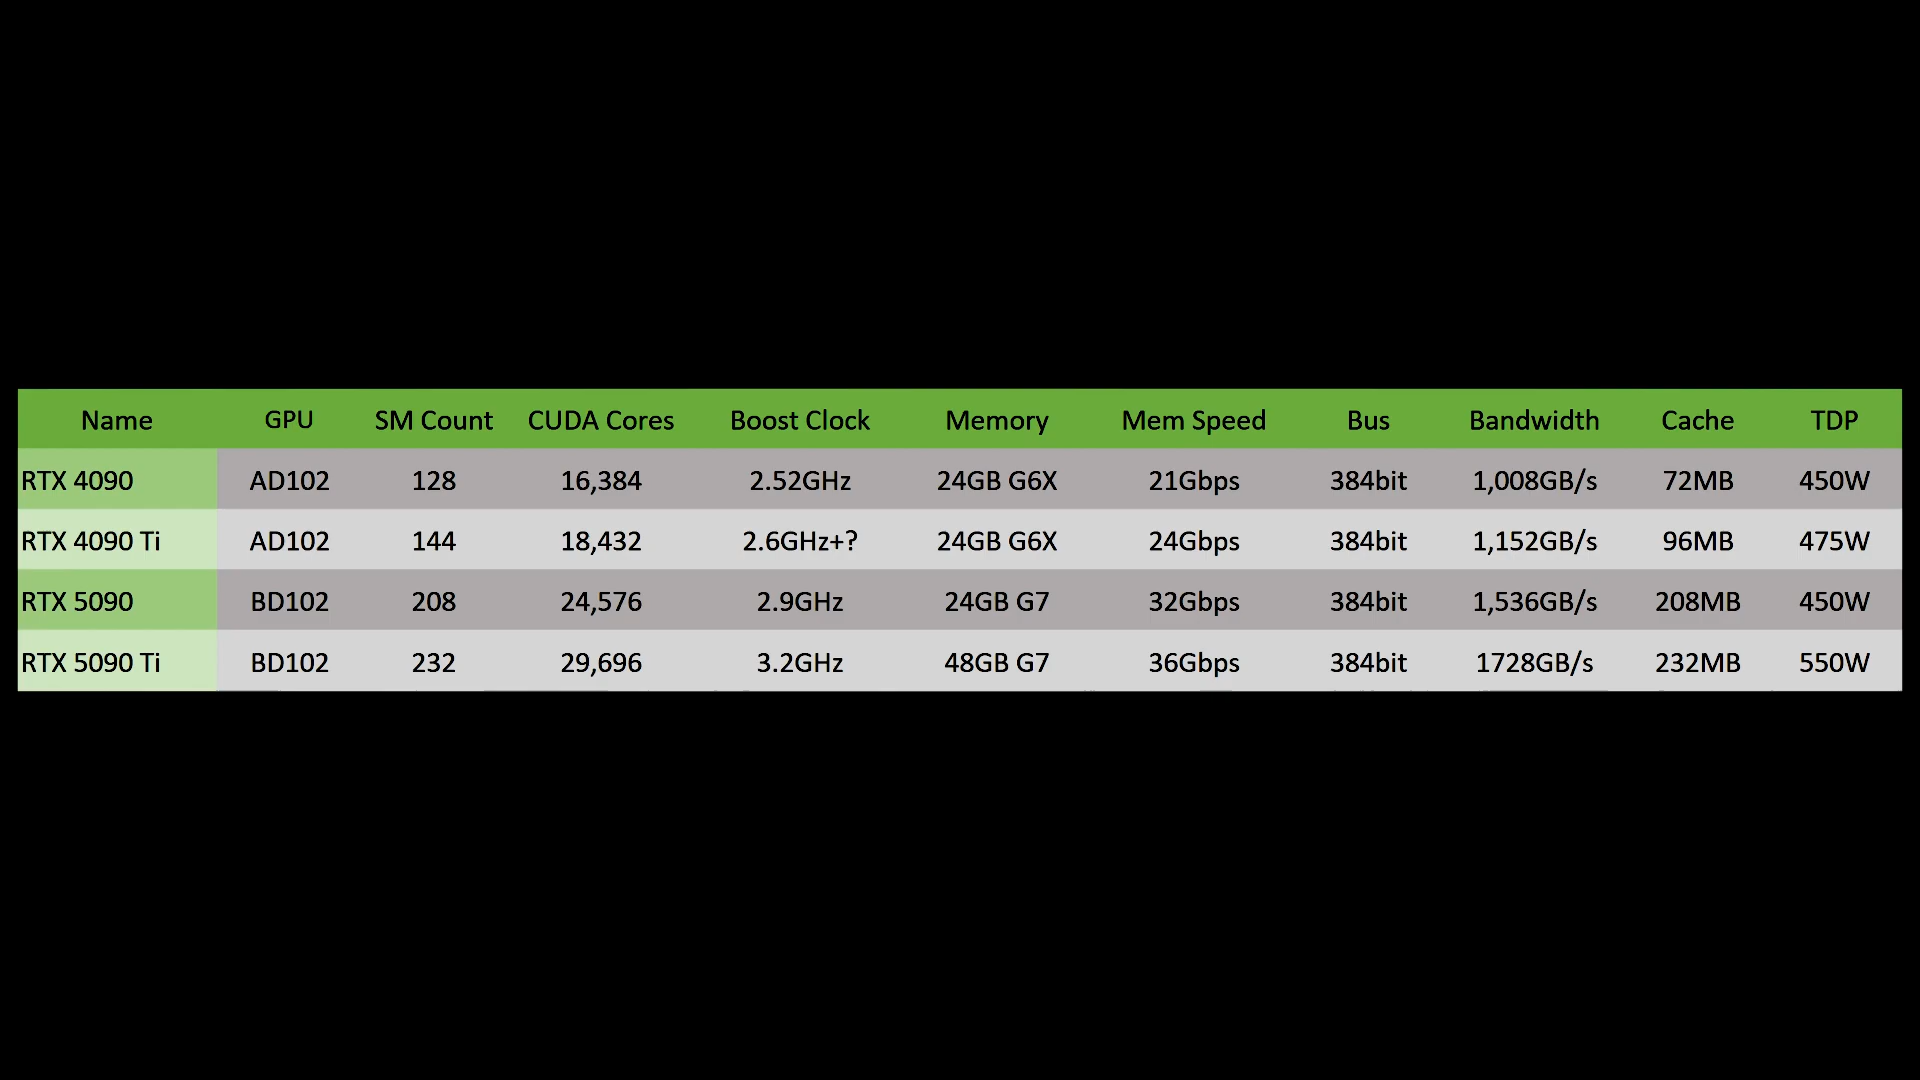 Name GPU SM Count CUDA Cores Boost Clock Memory Mem Speed Bus Bandwidth Cache TDP
RTX 4090 AD102 128 16,384 2.52GHz 24GB G6X 21Gbps 384bit 1,008GB/s 72MB 450W
RTX 4090 Ti AD102 144 18,432 2.6GHz+? 24GB G6X 24Gbps 384bit 1,152GB/s 96MB 475W
RTX 5090 BD102 208 24,576 2.9GHz 24GB G7 32Gbps 384bit 1,536GB/s 208MB 450W
RTX 5090 Ti BD102 232 29,696 3.2GHz 48GB G7 36Gbps 384bit 1728GB/s 232MB 550W